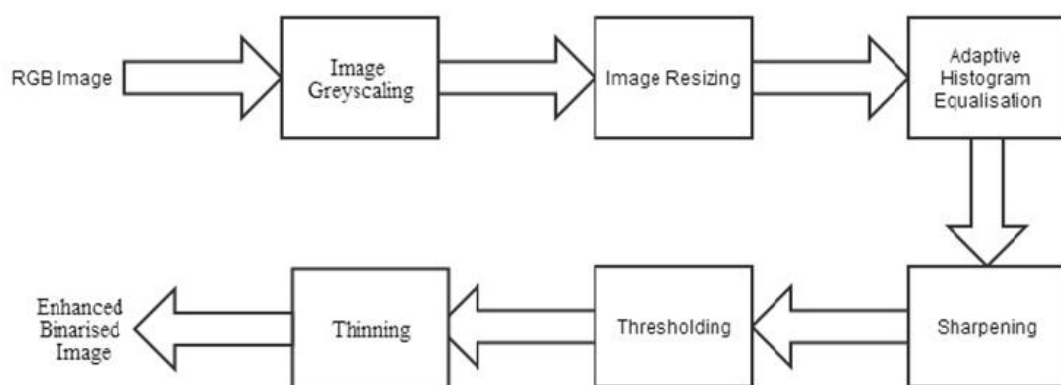 RGB Image
Image
Greyscaling
Image Resizing
Adaptive
Histogram
Equalisation
Sharpening
Thresholding
Thinning
Enhanced
Binarised
Image